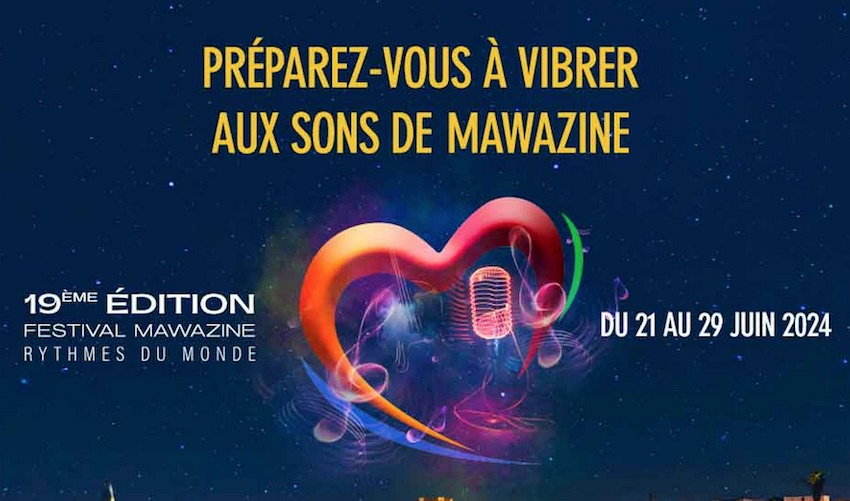 PRÉPAREZ-VOUS À VIBRER
AUX SONS DE MAWAZINE
19ÈME ÉDITION
FESTIVAL MAWAZINE
RYTHMES DU MONDE
DU 21 AU 29 JUIN 2024